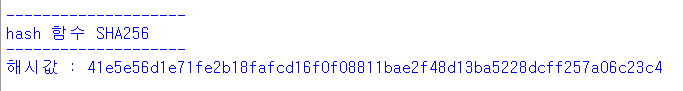 --------------------
hash 함수 SHA256
--------------------
해시값 : 41e5e56d1e71fe2b18fafcd16f0f08811bae2f48d13ba5228dcff257a06c23c4